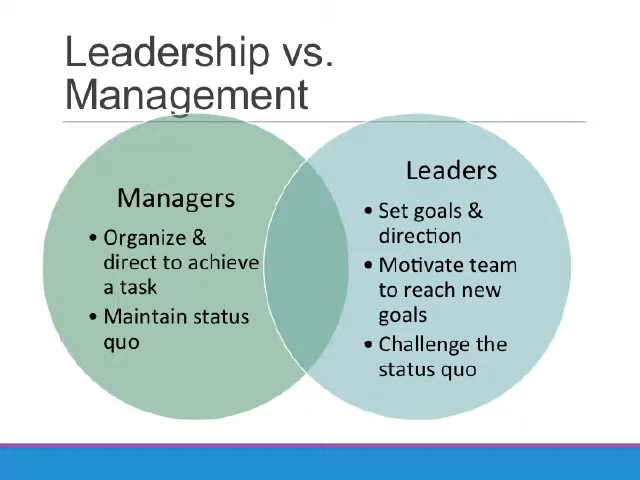 Leadership vs.
Management
Managers
• Organize &
direct to achieve
a task
• Maintain status
quo
Leaders
• Set goals &
direction
• Motivate team
to reach new
goals
• Challenge the
status quo